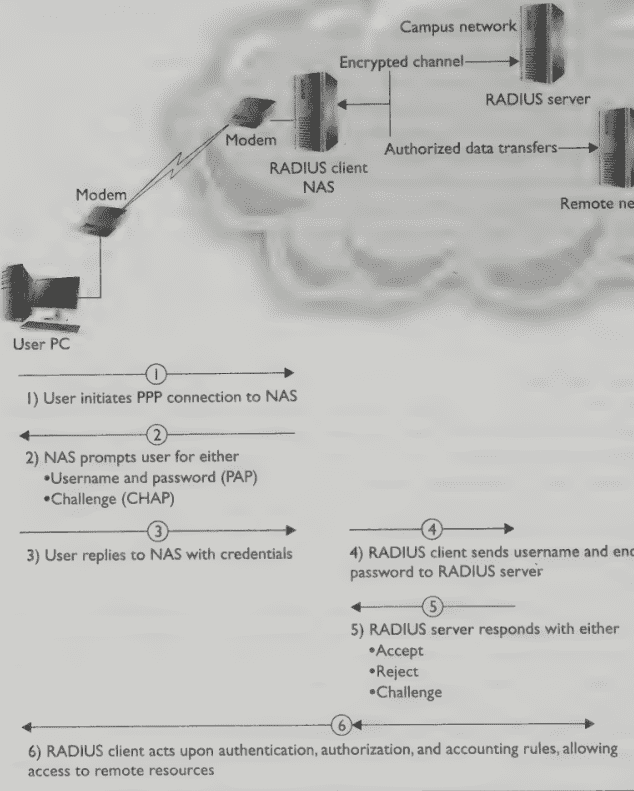 Campus network
Encrypted channel
RADIUS server
Modem
RADIUS client
NAS
Authorized data transfers
Modem
Remote ne
User PC
1
1) User initiates PPP connection to NAS
2
2) NAS prompts user for either
•Username and password (PAP)
•Challenge (CHAP)
3
3) User replies to NAS with credentials
4
4) RADIUS client sends username and enc
password to RADIUS server
5
5) RADIUS server responds with either
•Accept
•Reject
•Challenge
6
6) RADIUS client acts upon authentication, authorization, and accounting rules, allowing
access to remote resources